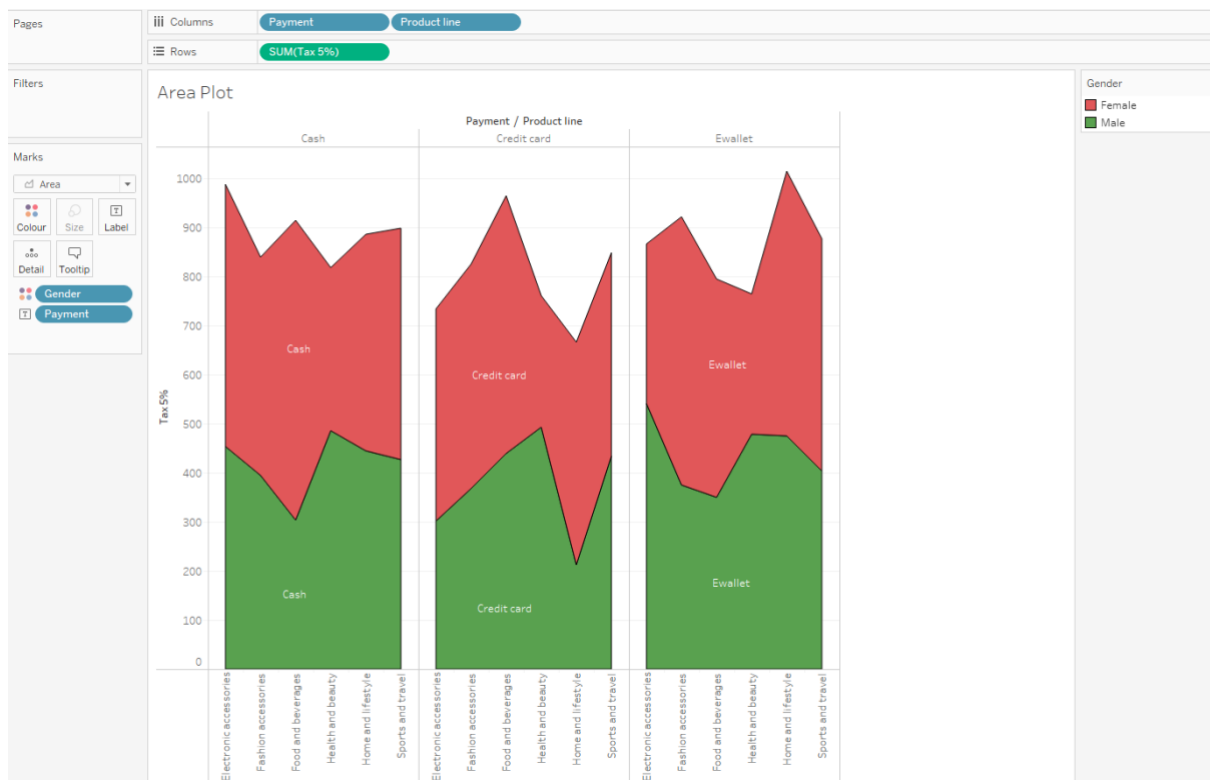 Pages
Columns
Payment
Product line
Rows
SUM(Tax 5%)
Filters
Marks
Area
Colour
Size
Label
Detail
Tooltip
Gender
Payment
Area Plot
Payment / Product line
Cash
Credit card
Ewallet
1000
900
800
700
600
500
400
300
200
100
0
Tax 5%
Cash
Credit card
Ewallet
Cash
Credit card
Ewallet
Electronic accessories
Fashion accessories
Food and beverages
Health and beauty
Home and lifestyle
Sports and travel
Electronic accessories
Fashion accessories
Food and beverages
Health and beauty
Home and lifestyle
Sports and travel
Electronic accessories
Fashion accessories
Food and beverages
Health and beauty
Home and lifestyle
Sports and travel
Gender
Female
Male